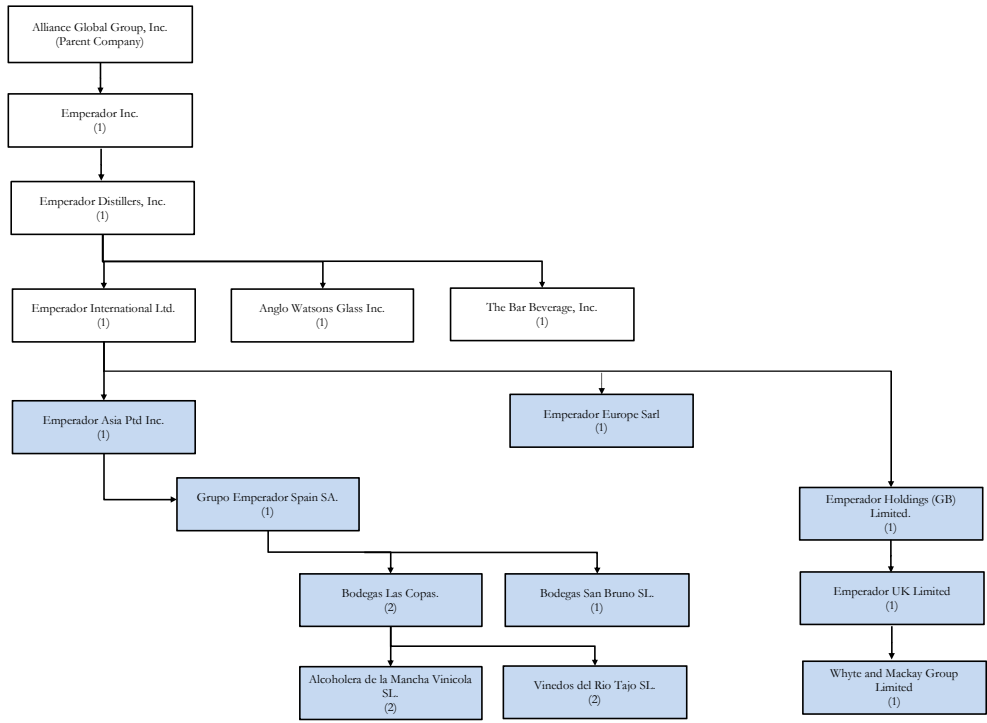 Alliance Global Group, Inc.
(Parent Company)
Emperador Inc.
(1)
Emperador Distillers, Inc.
(1)
Emperador International Ltd.
(1)
Anglo Watsons Glass Inc.
(1)
The Bar Beverage, Inc.
(1)
Emperador Asia Ptd Inc.
(1)
Emperador Europe Sarl
(1)
Grupo Emperador Spain SA.
(1)
Emperador Holdings (GB)
Limited.
(1)
Bodegas Las Copas.
(2)
Bodegas San Bruno SL.
(1)
Emperador UK Limited
(1)
Alcoholera de la Mancha Vinicola
SL.
(2)
Vinedos del Rio Tajo SL.
(2)
Whyte and Mackay Group
Limited
(1)